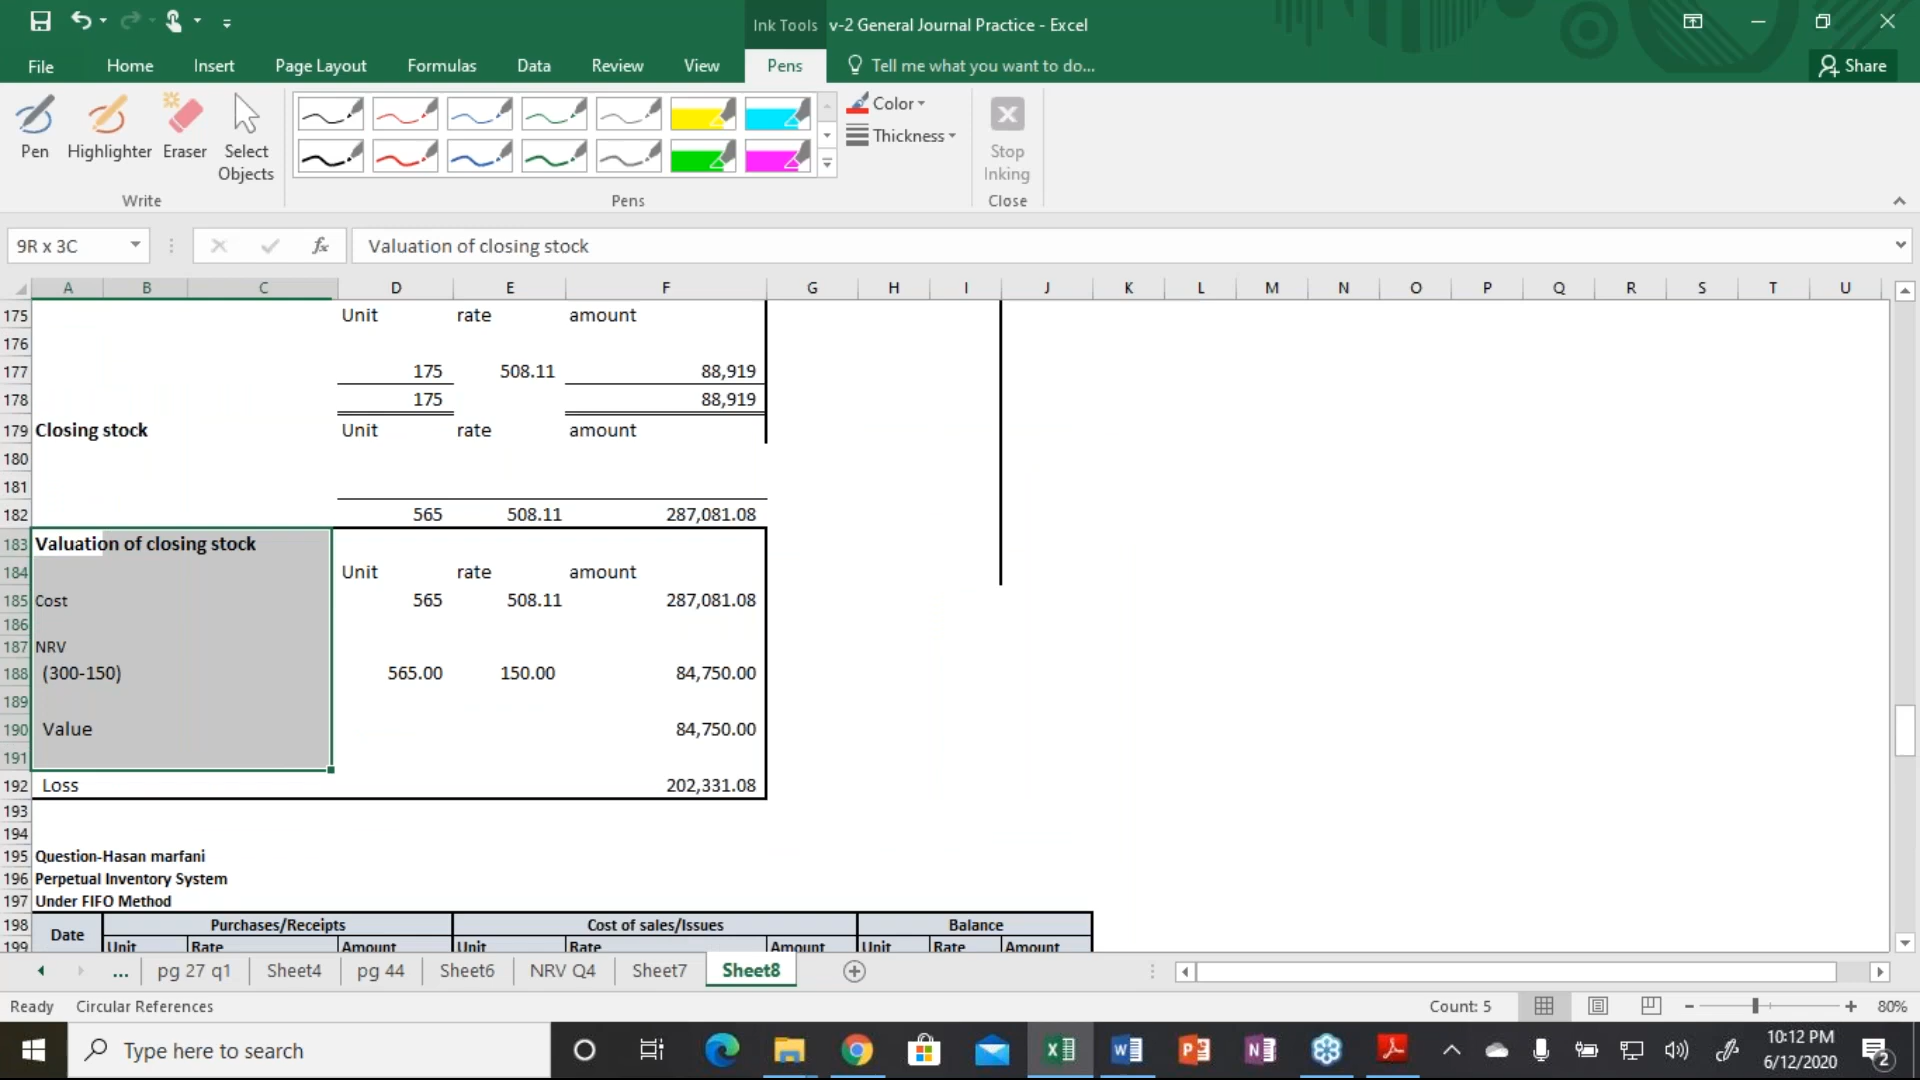 Ink Tools v-2 General Journal Practice - Excel
File Home Insert Page Layout Formulas Data Review View Pens Tell me what you want to do... Share
Pen Highlighter Eraser Select Objects
Color
Thickness
Stop Inking
Write Pens Close
9R x 3C fx Valuation of closing stock
A B C D E F G H I J K L M N O P Q R S T U
175 Unit rate amount
176
177 175 508.11 88,919
178 175 88,919
179 Closing stock Unit rate amount
180
181
182 565 508.11 287,081.08
183 Valuation of closing stock
184 Unit rate amount
185 Cost 565 508.11 287,081.08
186
187 NRV
188 (300-150) 565.00 150.00 84,750.00
189
190 Value 84,750.00
191
192 Loss 202,331.08
193
194
195 Question-Hasan marfani
196 Perpetual Inventory System
197 Under FIFO Method
198 Date Purchases/Receipts Cost of sales/Issues Balance
199 Unit Rate Amount Unit Rate Amount Unit Rate Amount
... pg 27 q1 Sheet4 pg 44 Sheet6 NRV Q4 Sheet7 Sheet8
Ready Circular References Count: 5 80%
Type here to search
10:12 PM
6/12/2020
2